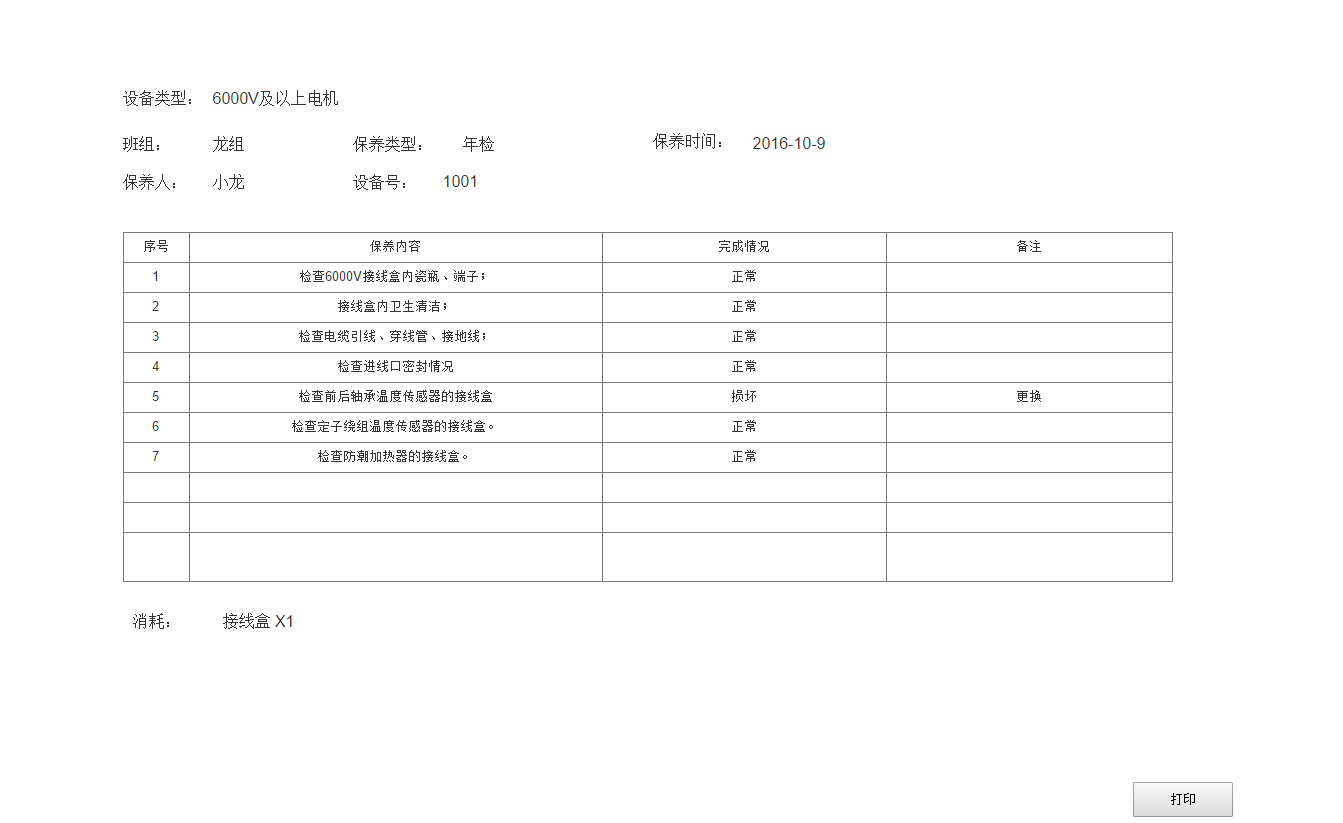 设备类型： 6000V及以上电机
班组： 龙组 保养类型： 年检 保养时间： 2016-10-9
保养人： 小龙 设备号： 1001
序号 保养内容 完成情况 备注
1 检查6000V接线盒内瓷瓶、端子； 正常
2 接线盒内卫生清洁； 正常
3 检查电缆引线、穿线管、接地线； 正常
4 检查进线口密封情况 正常
5 检查前后轴承温度传感器的接线盒 损坏 更换
6 检查定子绕组温度传感器的接线盒。 正常
7 检查防潮加热器的接线盒。 正常
消耗： 接线盒 X1
打印